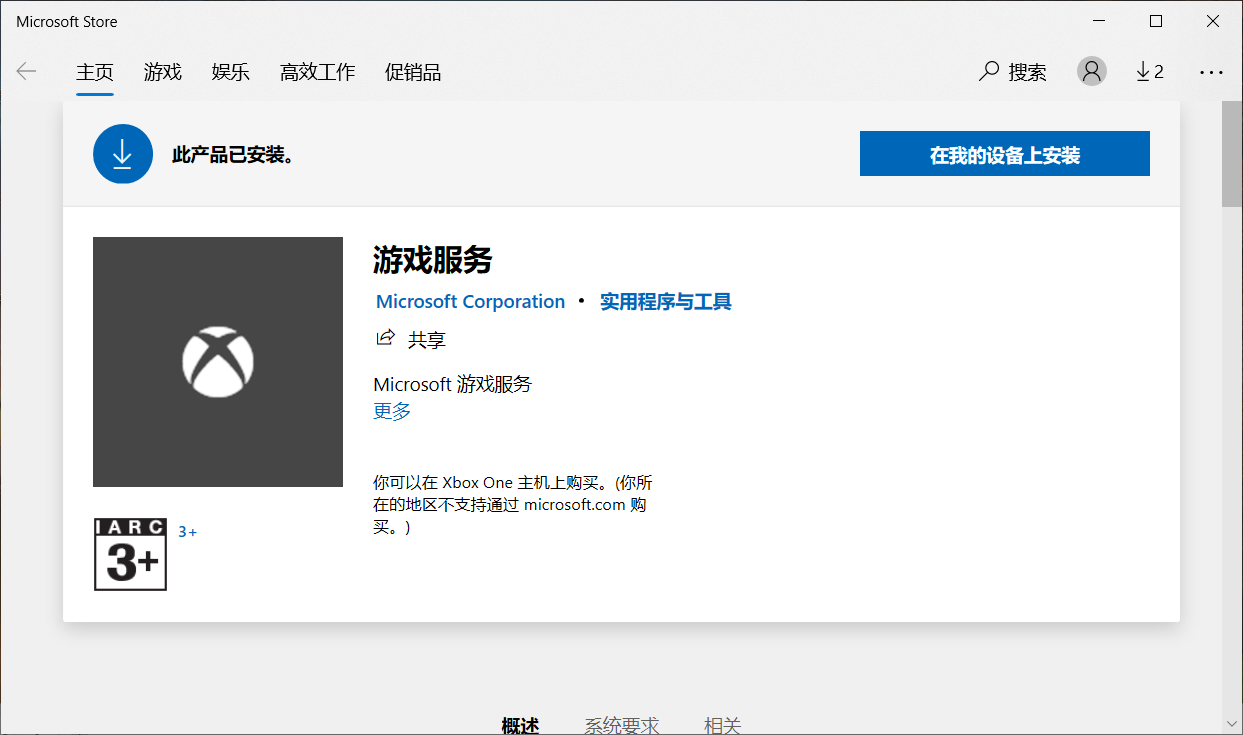 Microsoft Store
主页 游戏 娱乐 高效工作 促销品 搜索 2
此产品已安装。 在我的设备上安装
游戏服务
Microsoft Corporation • 实用程序与工具
共享
Microsoft 游戏服务
更多
你可以在 Xbox One 主机上购买。(你所
在的地区不支持通过 microsoft.com 购
买。)
IARC
3+
3+
概述 系统要求 相关